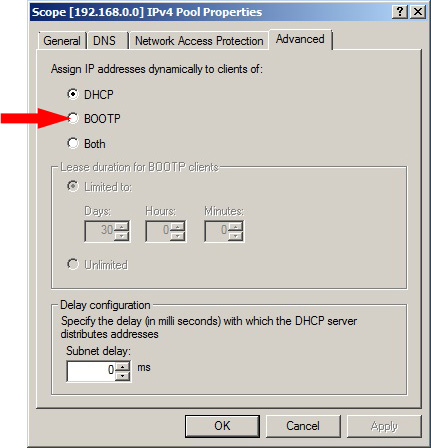 Scope [192.168.0.0] IPv4 Pool Properties
General DNS Network Access Protection Advanced
Assign IP addresses dynamically to clients of:
DHCP
BOOTP
Both
Lease duration for BOOTP clients
Limited to:
Days: Hours: Minutes:
30 0 0
Unlimited
Delay configuration
Specify the delay (in milli seconds) with which the DHCP server
distributes addresses
Subnet delay:
0 ms
OK Cancel Apply